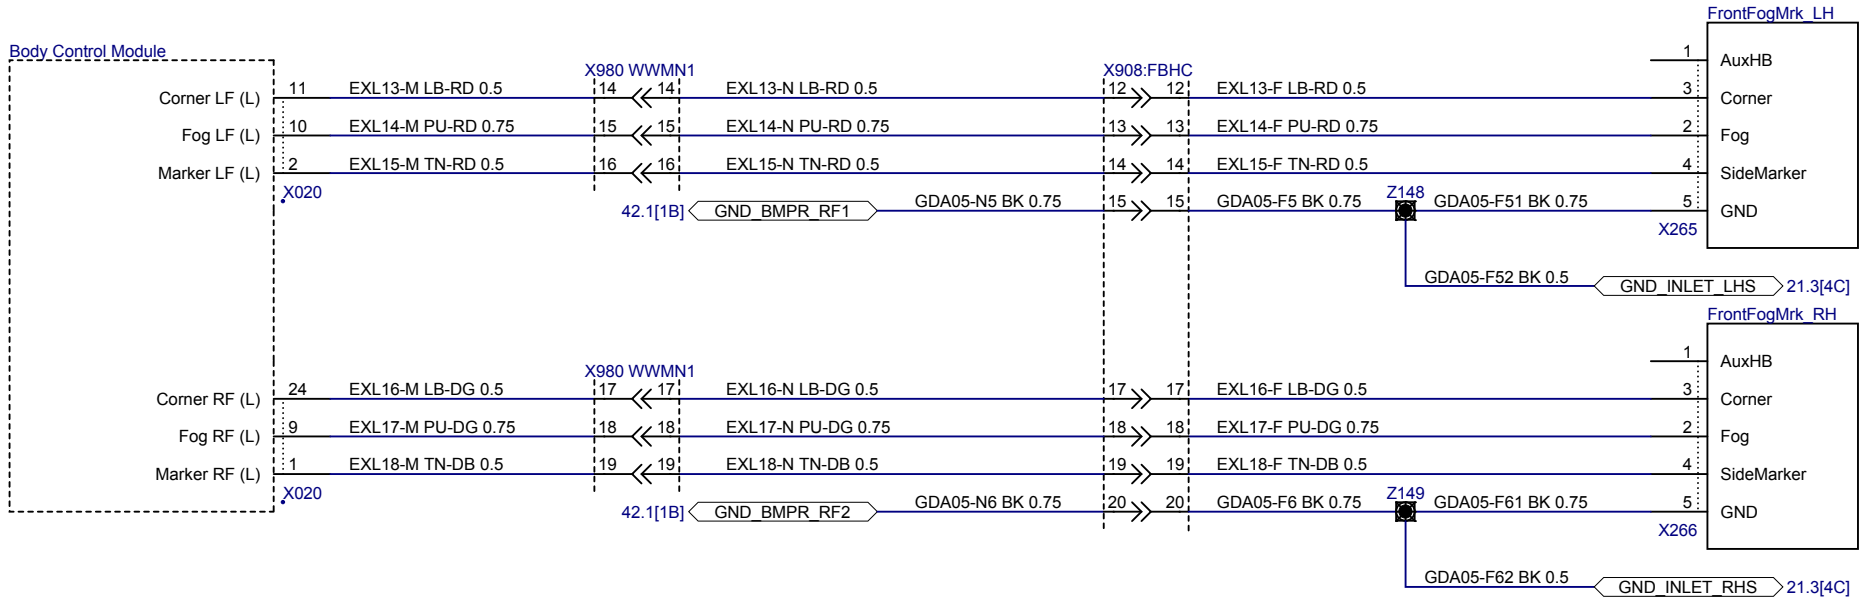 FrontFogMrk_LH
Body Control Module
X980 WWMN1
X908:FBHC
1 AuxHB
Corner LF (L) 11 EXL13-M LB-RD 0.5 14 14 EXL13-N LB-RD 0.5 12 12 EXL13-F LB-RD 0.5 3 Corner
Fog LF (L) 10 EXL14-M PU-RD 0.75 15 15 EXL14-N PU-RD 0.75 13 13 EXL14-F PU-RD 0.75 2 Fog
Marker LF (L) 2 EXL15-M TN-RD 0.5 16 16 EXL15-N TN-RD 0.5 14 14 EXL15-F TN-RD 0.5 4 SideMarker
X020
42.1[1B] GND_BMPR_RF1 GDA05-N5 BK 0.75 15 15 GDA05-F5 BK 0.75 Z148 GDA05-F51 BK 0.75 5 GND
X265
GDA05-F52 BK 0.5 GND_INLET_LHS 21.3[4C]
FrontFogMrk_RH
1 AuxHB
X980 WWMN1
Corner RF (L) 24 EXL16-M LB-DG 0.5 17 17 EXL16-N LB-DG 0.5 17 17 EXL16-F LB-DG 0.5 3 Corner
Fog RF (L) 9 EXL17-M PU-DG 0.75 18 18 EXL17-N PU-DG 0.75 18 18 EXL17-F PU-DG 0.75 2 Fog
Marker RF (L) 1 EXL18-M TN-DB 0.5 19 19 EXL18-N TN-DB 0.5 19 19 EXL18-F TN-DB 0.5 4 SideMarker
X020
42.1[1B] GND_BMPR_RF2 GDA05-N6 BK 0.75 20 20 GDA05-F6 BK 0.75 Z149 GDA05-F61 BK 0.75 5 GND
X266
GDA05-F62 BK 0.5 GND_INLET_RHS 21.3[4C]